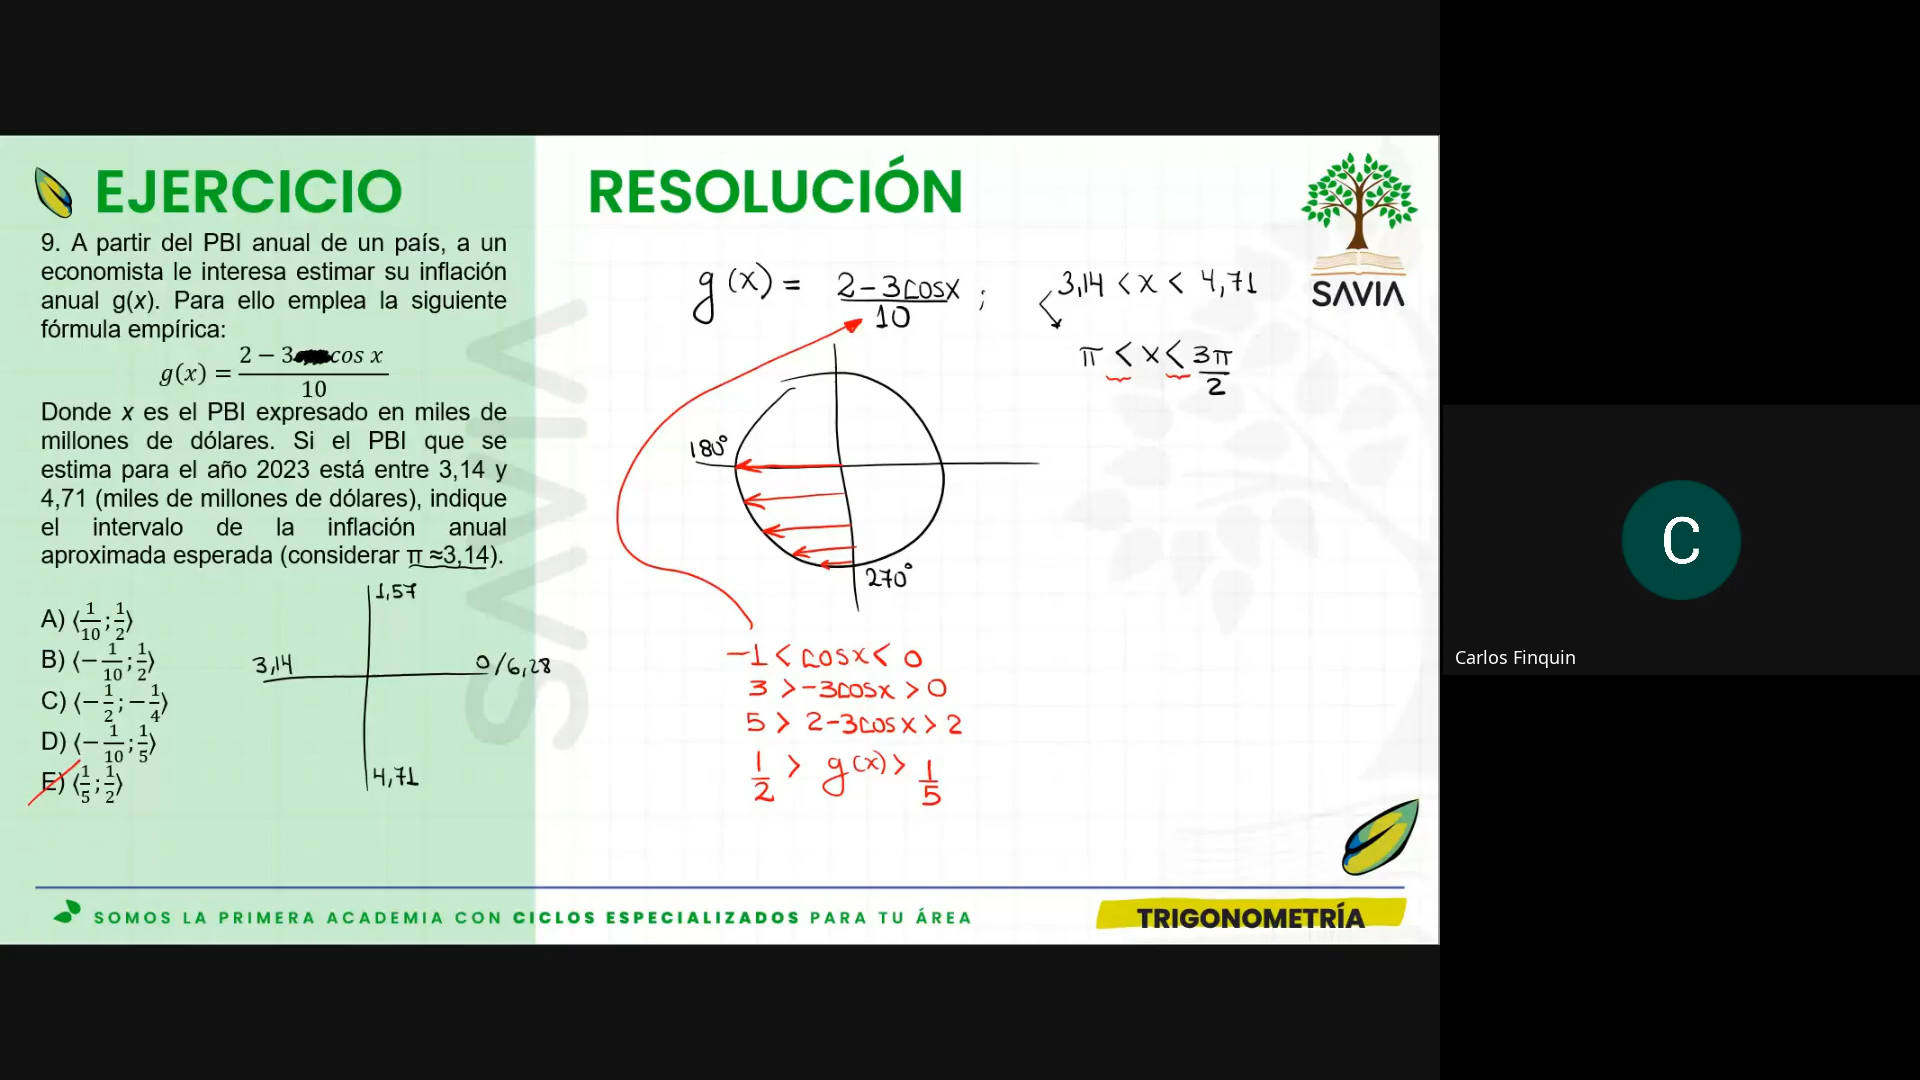 EJERCICIO
9. A partir del PBI anual de un país, a un
economista le interesa estimar su inflación
anual g(x). Para ello emplea la siguiente
fórmula empírica:
g(x) = (2 − 3 cos x)/10
Donde x es el PBI expresado en miles de
millones de dólares. Si el PBI que se
estima para el año 2023 está entre 3,14 y
4,71 (miles de millones de dólares), indique
el intervalo de la inflación anual
aproximada esperada (considerar π ≈3,14).
A) ⟨1/10 ; 1/2⟩
B) ⟨−1/10 ; 1/2⟩
C) ⟨−1/2 ; −1/4⟩
D) ⟨−1/10 ; 1/5⟩
E) ⟨1/5 ; 1/2⟩
1,57
3,14
0/6,28
4,71
RESOLUCIÓN
g(x) = (2−3cosx)/10 ;
3,14 < x < 4,71
π < x < 3π/2
180°
270°
−1 < cosx < 0
3 > −3cosx > 0
5 > 2−3cosx > 2
1/2 > g(x) > 1/5
SAVIA
SAVIA
SOMOS LA PRIMERA ACADEMIA CON CICLOS ESPECIALIZADOS PARA TU ÁREA
TRIGONOMETRÍA
C
Carlos Finquin